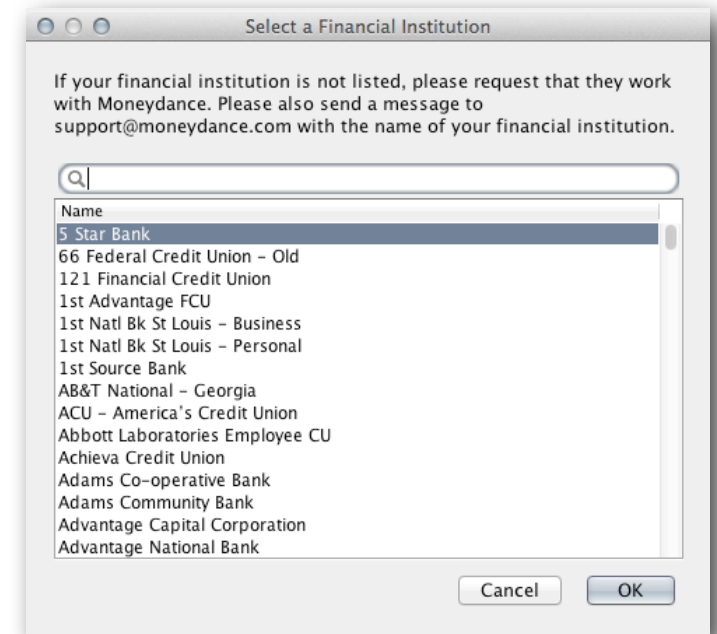 Select a Financial Institution
If your financial institution is not listed, please request that they work
with Moneydance. Please also send a message to
support@moneydance.com with the name of your financial institution.
Name
5 Star Bank
66 Federal Credit Union – Old
121 Financial Credit Union
1st Advantage FCU
1st Natl Bk St Louis – Business
1st Natl Bk St Louis – Personal
1st Source Bank
AB&T National – Georgia
ACU – America's Credit Union
Abbott Laboratories Employee CU
Achieva Credit Union
Adams Co-operative Bank
Adams Community Bank
Advantage Capital Corporation
Advantage National Bank
Cancel
OK